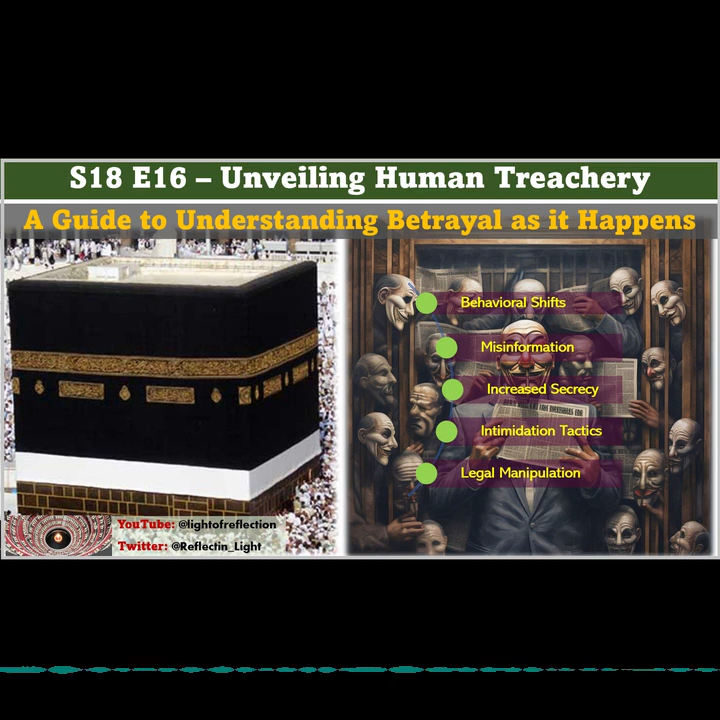 S18 E16 – Unveiling Human Treachery
A Guide to Understanding Betrayal as it Happens
Behavioral Shifts
Misinformation
Increased Secrecy
Intimidation Tactics
Legal Manipulation
YouTube: @lightofreflection
Twitter: @Reflectin_Light